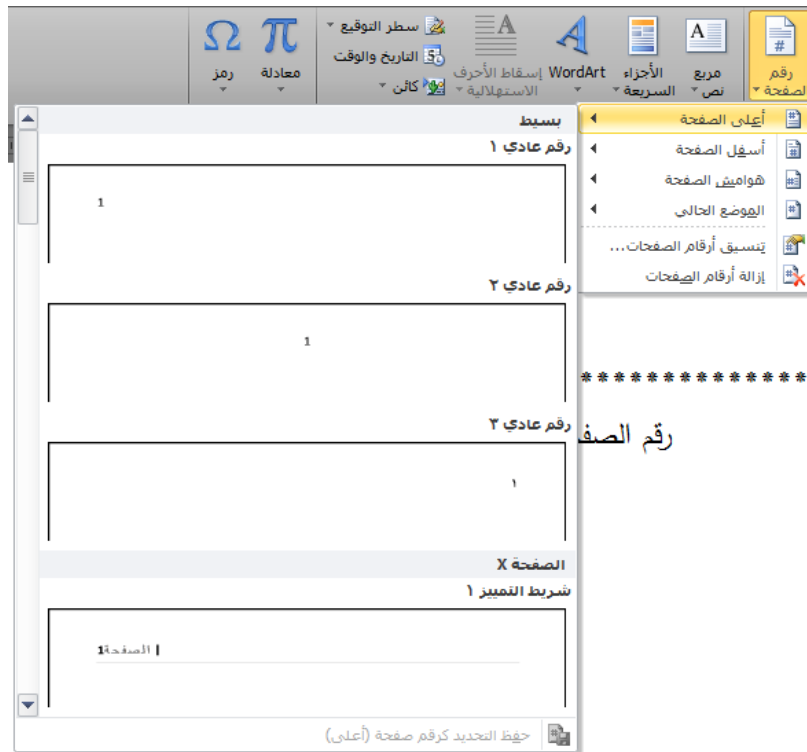 رقم الصفحة
مربع نص
الأجزاء السريعة
WordArt
إسقاط الأحرف الاستهلالية
سطر التوقيع
التاريخ والوقت
كائن
معادلة
رمز
أعلى الصفحة
أسفل الصفحة
هوامش الصفحة
الموضع الحالي
تنسيق أرقام الصفحات...
إزالة أرقام الصفحات
بسيط
رقم عادي ١
1
رقم عادي ٢
1
رقم عادي ٣
١
الصفحة X
شريط التمييز ١
1الصفحة |
حفظ التحديد كرقم صفحة (أعلى)
**************
رقم الصف